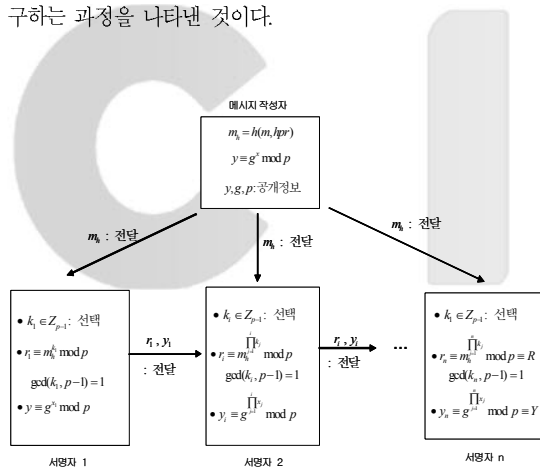 구하는 과정을 나타낸 것이다.
메시지 작성자
m_h = h(m,hpr)
y ≡ g^x mod p
y,g,p:공개정보
m_h : 전달
m_h : 전달
m_h : 전달
• k_1 ∈ Z_{p-1}: 선택
• r_1 ≡ m_h^{k_1} mod p
gcd(k_1, p-1)=1
• y ≡ g^{x_1} mod p
r_1 , y_1
: 전달
• k_i ∈ Z_{p-1}: 선택
• r_i ≡ m_h^{∏_{j=1}^{i} k_j} mod p
gcd(k_i, p-1)=1
• y_i ≡ g^{∏_{j=1}^{i} x_j} mod p
r_i , y_i
: 전달
...
• k_1 ∈ Z_{p-1}: 선택
• r_n ≡ m_h^{∏_{j=1}^{n} k_j} mod p ≡ R
gcd(k_n, p-1)=1
• y_n ≡ g^{∏_{j=1}^{n} x_j} mod p ≡ Y
서명자 1
서명자 2
서명자 n